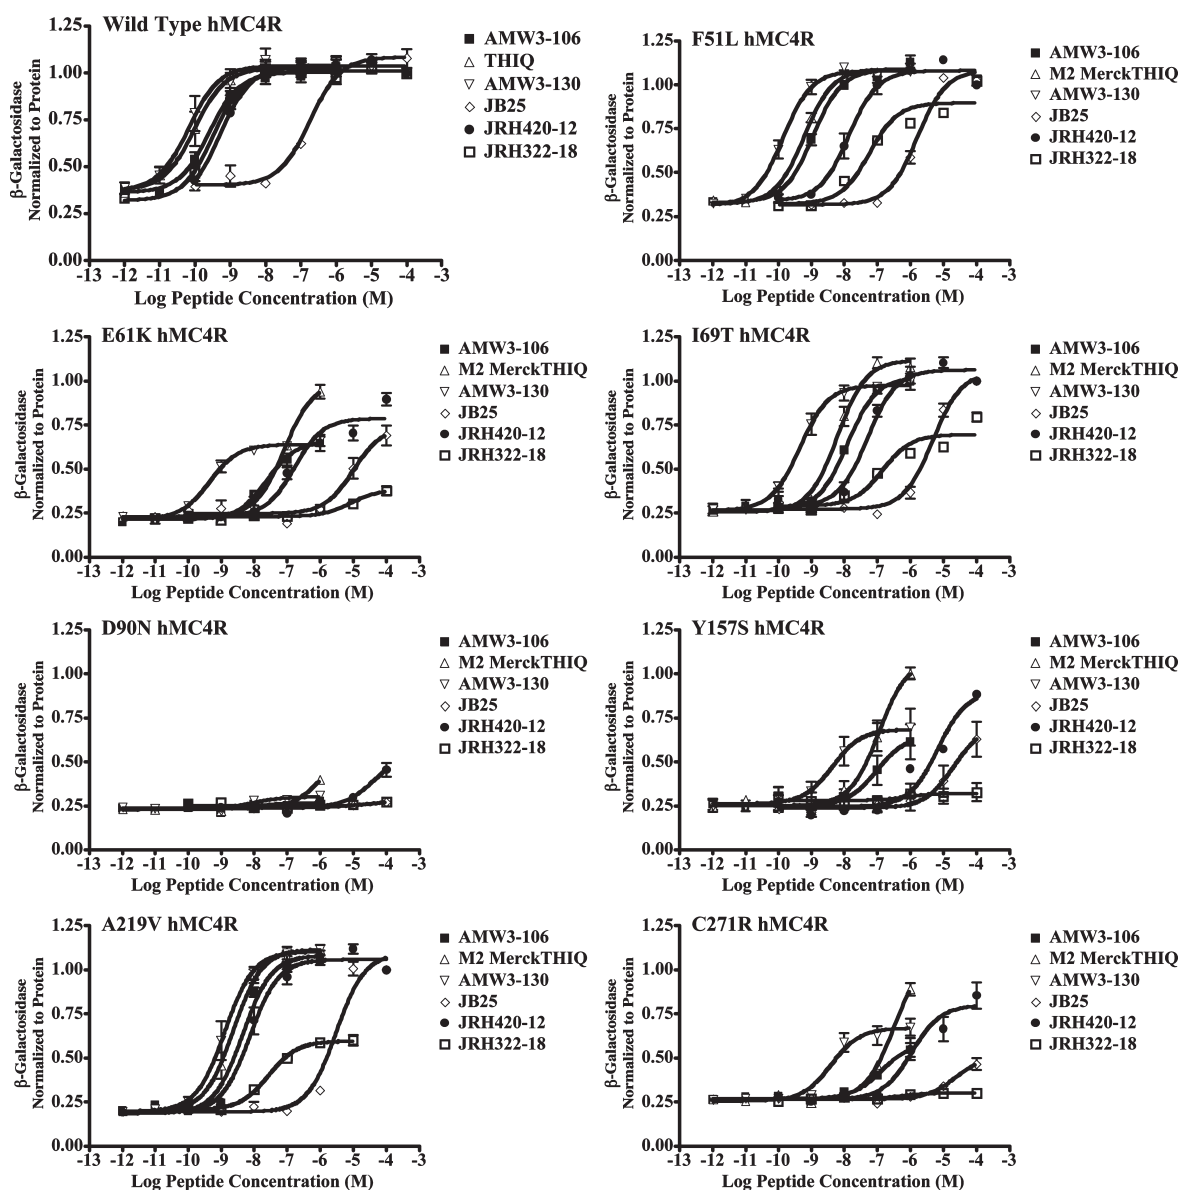 Wild Type hMC4R
β-Galactosidase
Normalized to Protein
1.25
1.00
0.75
0.50
0.25
0.00
-13 -12 -11 -10 -9 -8 -7 -6 -5 -4 -3
Log Peptide Concentration (M)
AMW3-106
THIQ
AMW3-130
JB25
JRH420-12
JRH322-18
F51L hMC4R
β-Galactosidase
Normalized to Protein
1.25
1.00
0.75
0.50
0.25
0.00
-13 -12 -11 -10 -9 -8 -7 -6 -5 -4 -3
Log Peptide Concentration (M)
AMW3-106
M2 MerckTHIQ
AMW3-130
JB25
JRH420-12
JRH322-18
E61K hMC4R
β-Galactosidase
Normalized to Protein
1.25
1.00
0.75
0.50
0.25
0.00
-13 -12 -11 -10 -9 -8 -7 -6 -5 -4 -3
Log Peptide Concentration (M)
AMW3-106
M2 MerckTHIQ
AMW3-130
JB25
JRH420-12
JRH322-18
I69T hMC4R
β-Galactosidase
Normalized to Protein
1.25
1.00
0.75
0.50
0.25
0.00
-13 -12 -11 -10 -9 -8 -7 -6 -5 -4 -3
Log Peptide Concentration (M)
AMW3-106
M2 MerckTHIQ
AMW3-130
JB25
JRH420-12
JRH322-18
D90N hMC4R
β-Galactosidase
Normalized to Protein
1.25
1.00
0.75
0.50
0.25
0.00
-13 -12 -11 -10 -9 -8 -7 -6 -5 -4 -3
Log Peptide Concentration (M)
AMW3-106
M2 MerckTHIQ
AMW3-130
JB25
JRH420-12
JRH322-18
Y157S hMC4R
β-Galactosidase
Normalized to Protein
1.25
1.00
0.75
0.50
0.25
0.00
-13 -12 -11 -10 -9 -8 -7 -6 -5 -4 -3
Log Peptide Concentration (M)
AMW3-106
M2 MerckTHIQ
AMW3-130
JB25
JRH420-12
JRH322-18
A219V hMC4R
β-Galactosidase
Normalized to Protein
1.25
1.00
0.75
0.50
0.25
0.00
-13 -12 -11 -10 -9 -8 -7 -6 -5 -4 -3
Log Peptide Concentration (M)
AMW3-106
M2 MerckTHIQ
AMW3-130
JB25
JRH420-12
JRH322-18
C271R hMC4R
β-Galactosidase
Normalized to Protein
1.25
1.00
0.75
0.50
0.25
0.00
-13 -12 -11 -10 -9 -8 -7 -6 -5 -4 -3
Log Peptide Concentration (M)
AMW3-106
M2 MerckTHIQ
AMW3-130
JB25
JRH420-12
JRH322-18